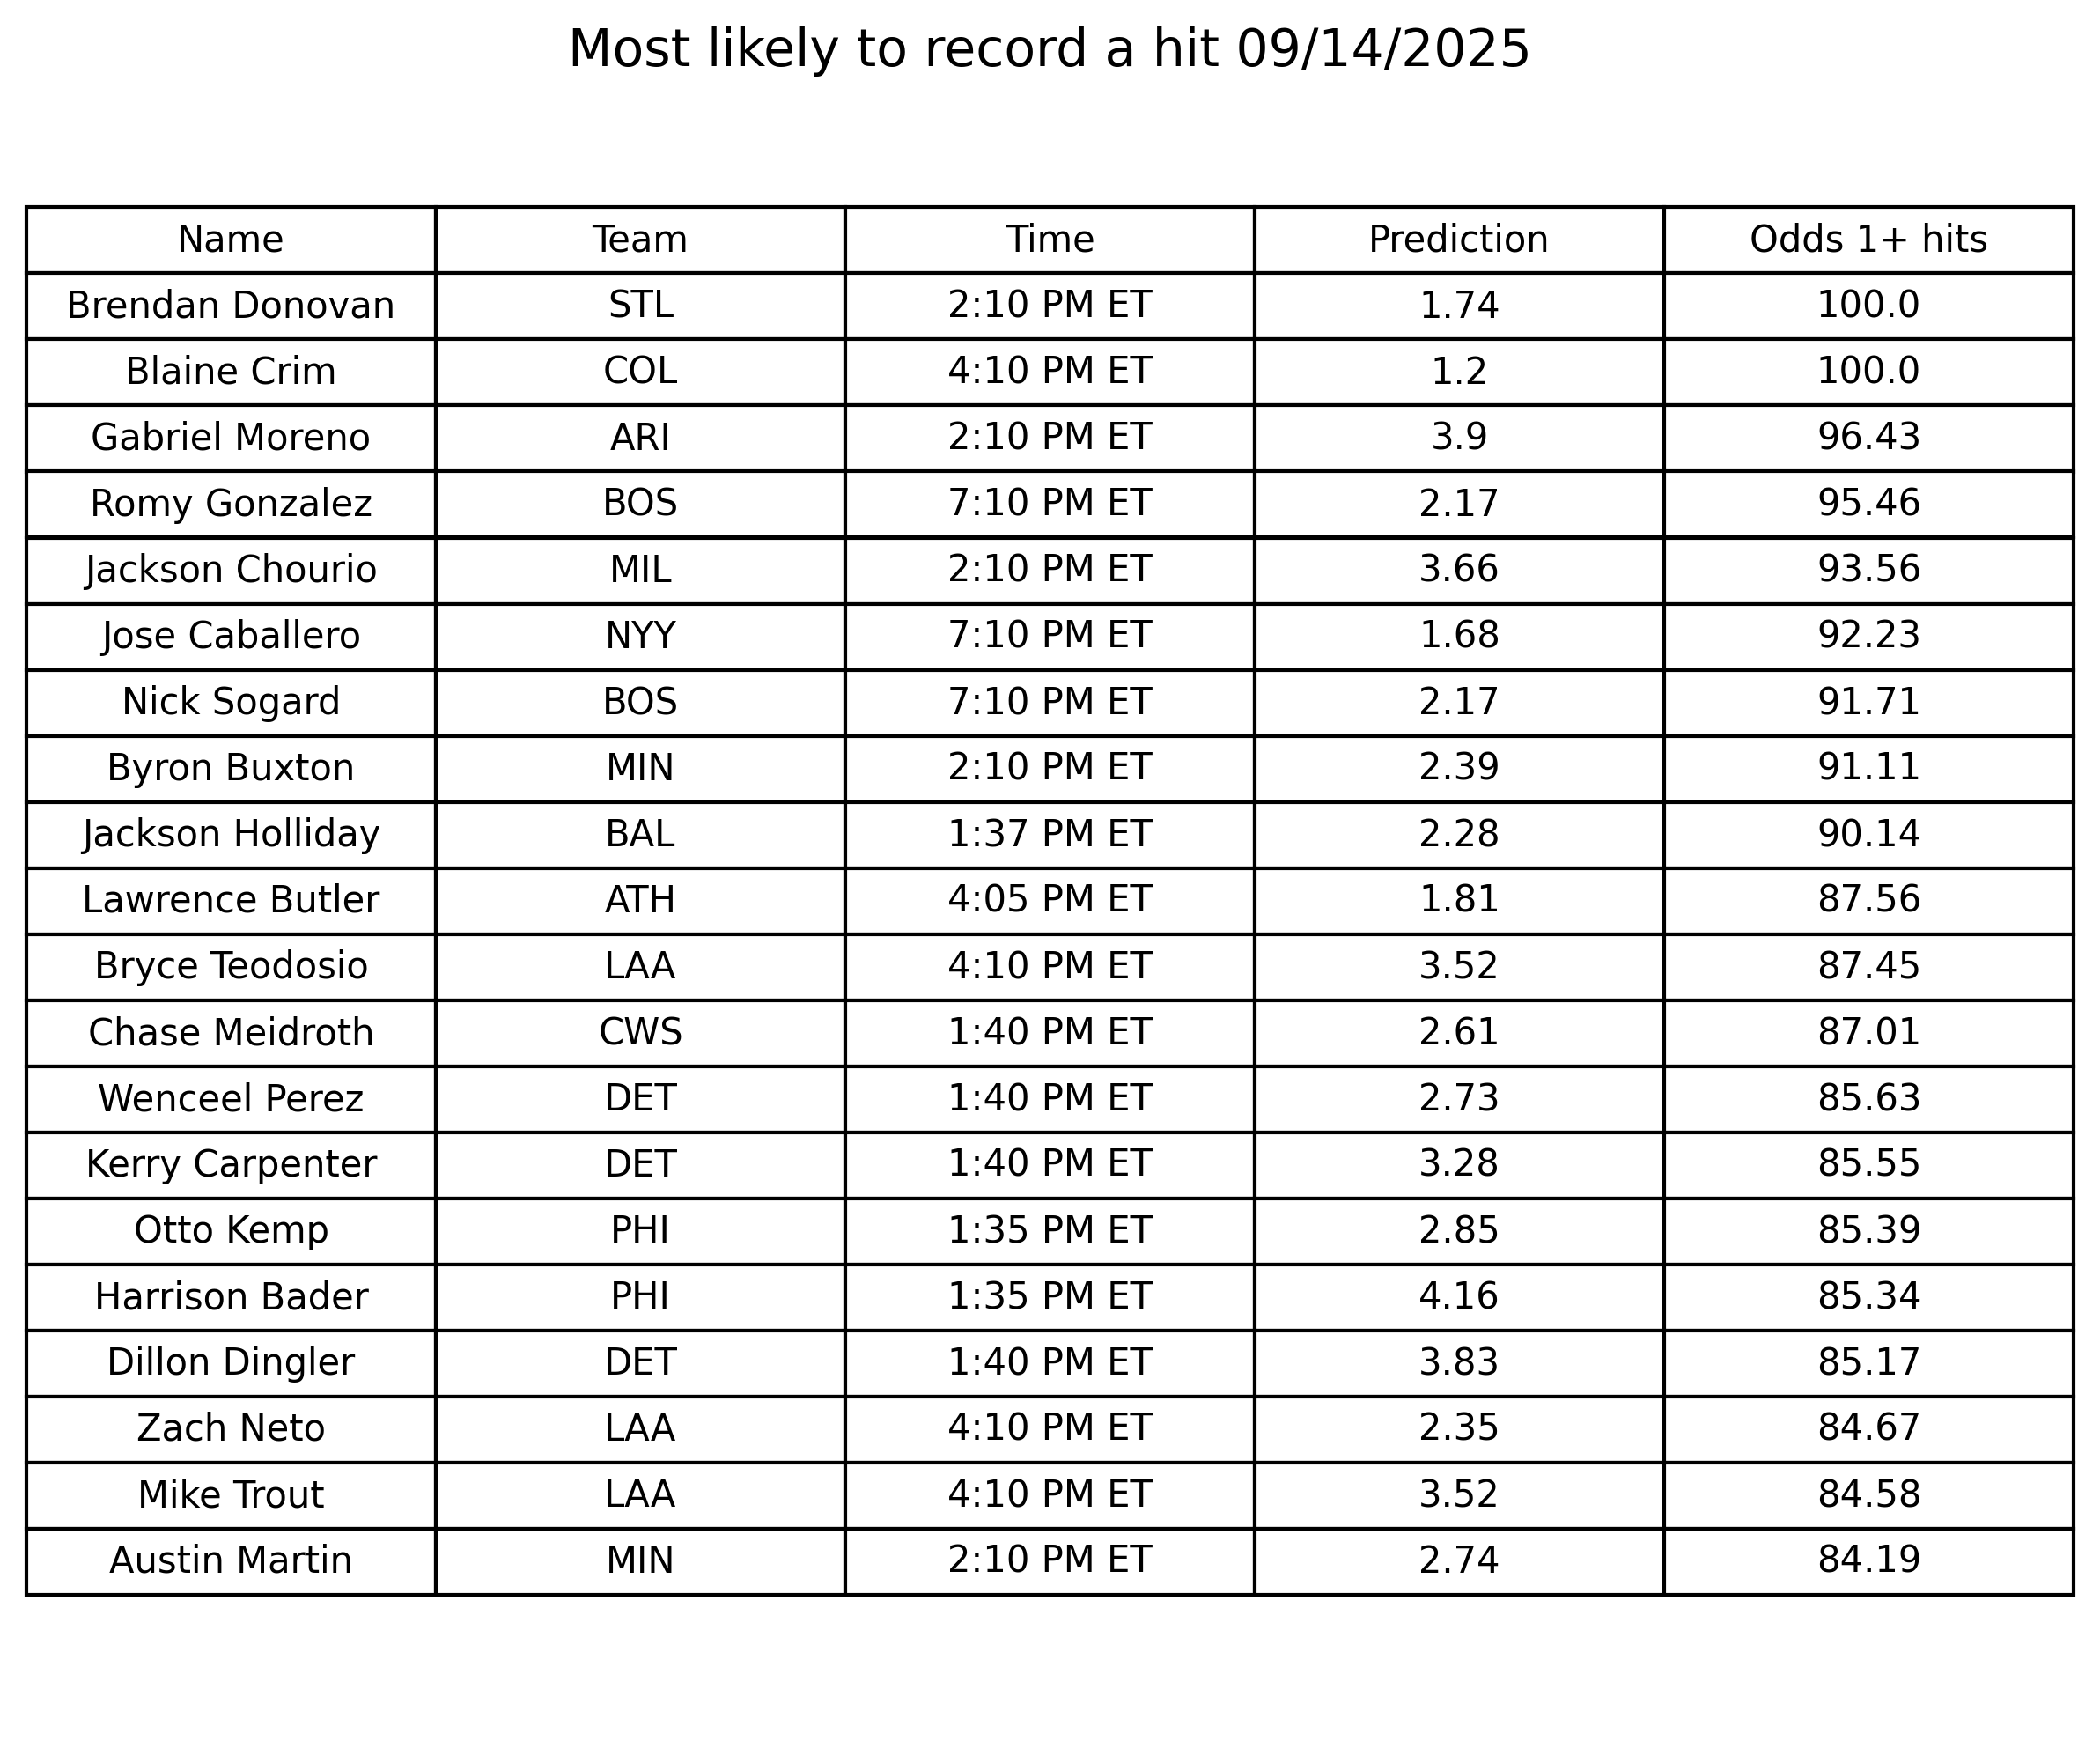 Most likely to record a hit 09/14/2025
Name Team Time Prediction Odds 1+ hits
Brendan Donovan STL 2:10 PM ET 1.74 100.0
Blaine Crim COL 4:10 PM ET 1.2 100.0
Gabriel Moreno ARI 2:10 PM ET 3.9 96.43
Romy Gonzalez BOS 7:10 PM ET 2.17 95.46
Jackson Chourio MIL 2:10 PM ET 3.66 93.56
Jose Caballero NYY 7:10 PM ET 1.68 92.23
Nick Sogard BOS 7:10 PM ET 2.17 91.71
Byron Buxton MIN 2:10 PM ET 2.39 91.11
Jackson Holliday BAL 1:37 PM ET 2.28 90.14
Lawrence Butler ATH 4:05 PM ET 1.81 87.56
Bryce Teodosio LAA 4:10 PM ET 3.52 87.45
Chase Meidroth CWS 1:40 PM ET 2.61 87.01
Wenceel Perez DET 1:40 PM ET 2.73 85.63
Kerry Carpenter DET 1:40 PM ET 3.28 85.55
Otto Kemp PHI 1:35 PM ET 2.85 85.39
Harrison Bader PHI 1:35 PM ET 4.16 85.34
Dillon Dingler DET 1:40 PM ET 3.83 85.17
Zach Neto LAA 4:10 PM ET 2.35 84.67
Mike Trout LAA 4:10 PM ET 3.52 84.58
Austin Martin MIN 2:10 PM ET 2.74 84.19